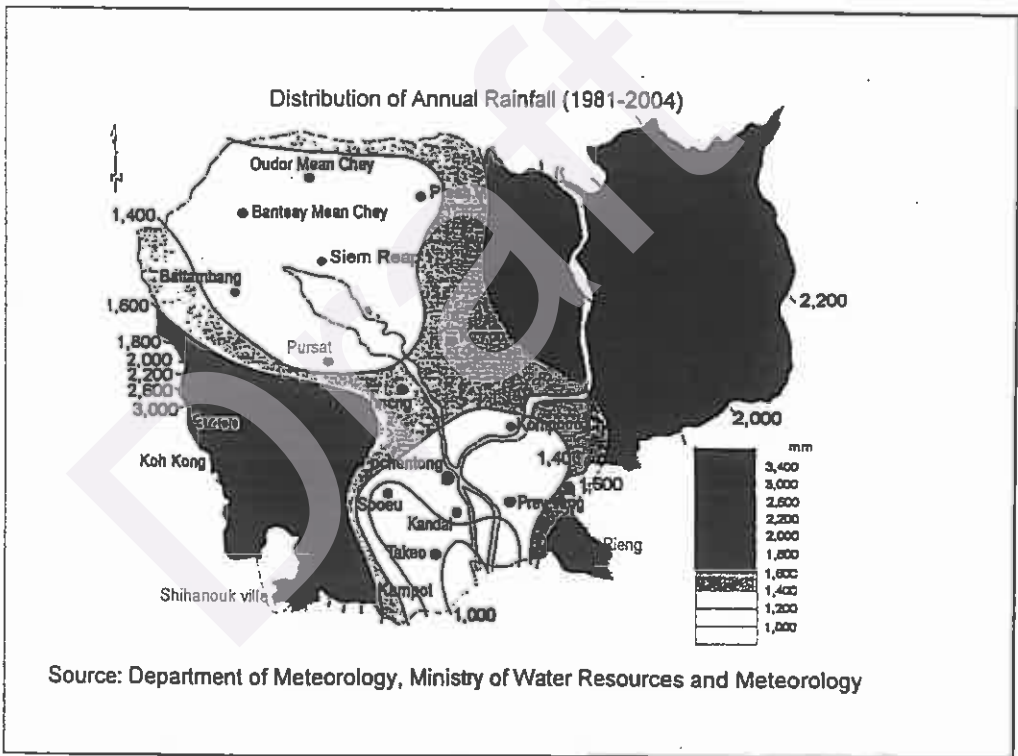 Distribution of Annual Rainfall (1981-2004)
Oudor Mean Chey
P
Banteay Mean Chey
1,400
Siem Reap
Battambang
1,600
2,200
1,800
Pursat
2,000
2,200
2,600
3,000
3,400
2,000
Koh Kong
1,400
1,600
mm
3,400
3,000
2,600
2,200
2,000
1,800
1,600
1,400
1,200
1,000
Speeu
Kandal
Takeo
Rieng
Shihanouk ville
Kampot
1,000
Source: Department of Meteorology, Ministry of Water Resources and Meteorology
Draft